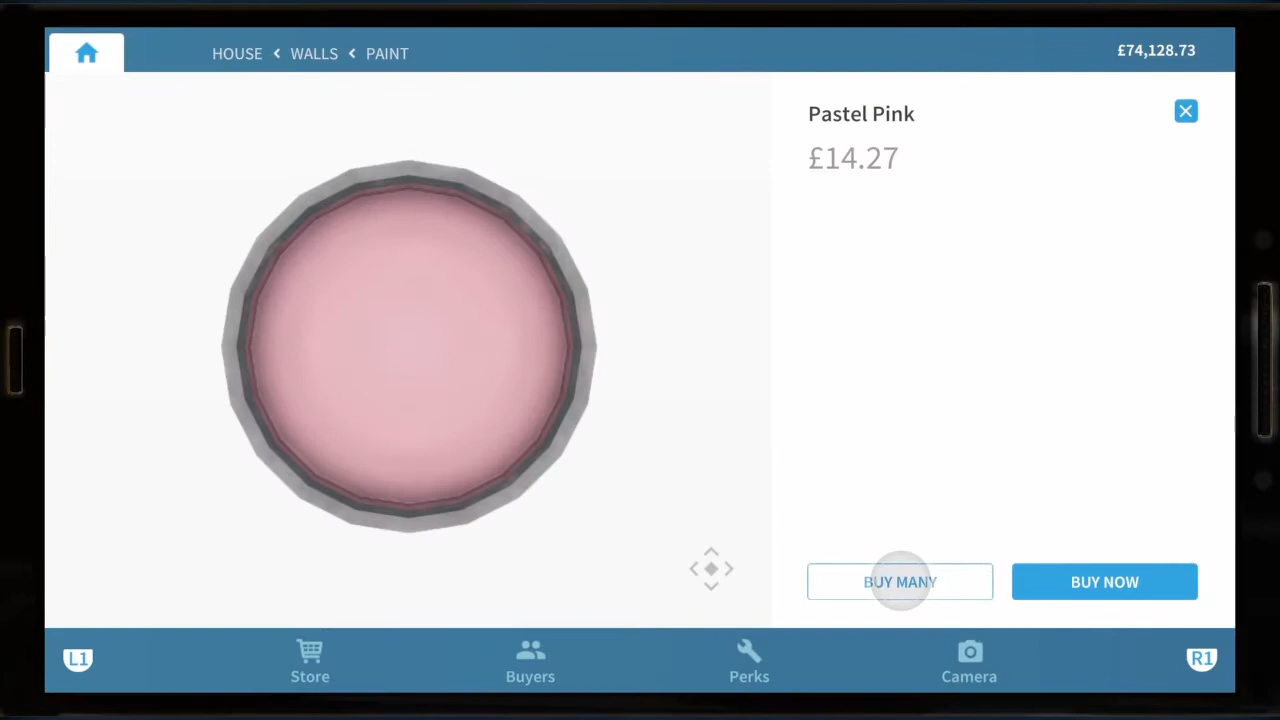 HOUSE < WALLS < PAINT
£74,128.73
Pastel Pink
£14.27
BUY MANY
BUY NOW
L1
Store
Buyers
Perks
Camera
R1